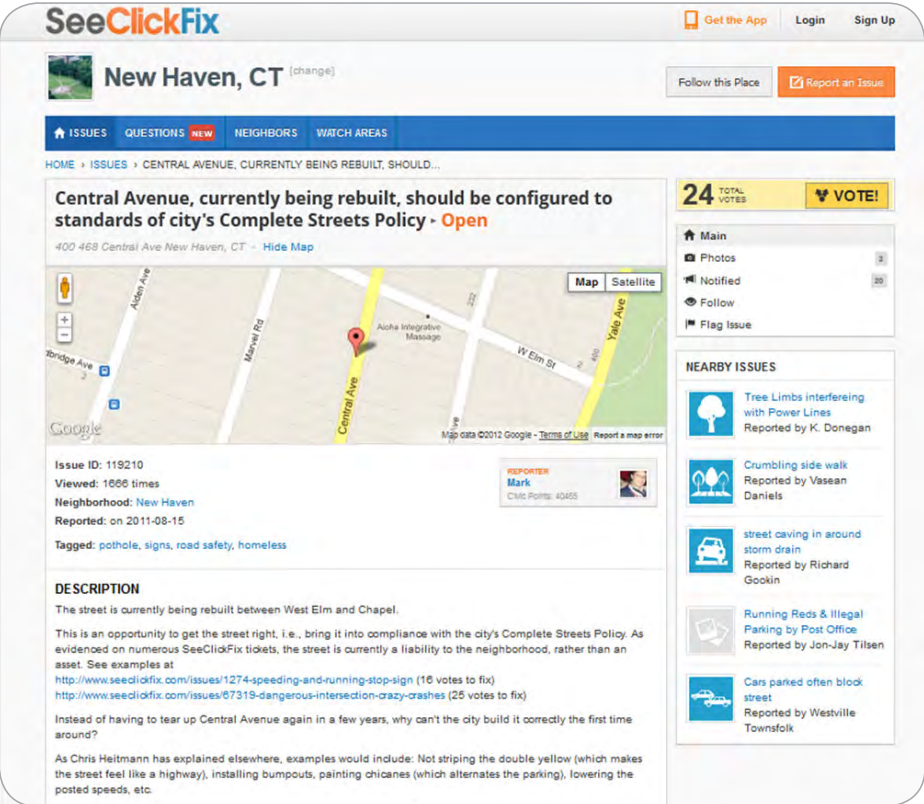 SeeClickFix
Get the App Login Sign Up
New Haven, CT [change]
Follow this Place Report an Issue
ISSUES QUESTIONS NEW NEIGHBORS WATCH AREAS
HOME › ISSUES › CENTRAL AVENUE, CURRENTLY BEING REBUILT, SHOULD...
Central Avenue, currently being rebuilt, should be configured to
standards of city's Complete Streets Policy - Open
400 468 Central Ave New Haven, CT - Hide Map
Map Satellite
Alden Ave
Marvel Rd
Central Ave
Aloha Integrative
Massage
W Elm St
Yale Ave
Google
Map data ©2012 Google - Terms of Use Report a map error
Issue ID: 119210
Viewed: 1666 times
Neighborhood: New Haven
Reported: on 2011-08-15
Tagged: pothole, signs, road safety, homeless
REPORTER
Mark
Civic Points: 40465
DESCRIPTION
The street is currently being rebuilt between West Elm and Chapel.
This is an opportunity to get the street right, i.e., bring it into compliance with the city's Complete Streets Policy. As
evidenced on numerous SeeClickFix tickets, the street is currently a liability to the neighborhood, rather than an
asset. See examples at
http://www.seeclickfix.com/issues/1274-speeding-and-running-stop-sign (16 votes to fix)
http://www.seeclickfix.com/issues/67319-dangerous-intersection-crazy-crashes (25 votes to fix)
Instead of having to tear up Central Avenue again in a few years, why can't the city build it correctly the first time
around?
As Chris Heitmann has explained elsewhere, examples would include: Not striping the double yellow (which makes
the street feel like a highway), installing bumpouts, painting chicanes (which alternates the parking), lowering the
posted speeds, etc.
24 TOTAL VOTES VOTE!
Main
Photos 2
Notified 20
Follow
Flag Issue
NEARBY ISSUES
Tree Limbs interfereing
with Power Lines
Reported by K. Donegan
Crumbling side walk
Reported by Vasean
Daniels
street caving in around
storm drain
Reported by Richard
Gookin
Running Reds & Illegal
Parking by Post Office
Reported by Jon-Jay Tilsen
Cars parked often block
street
Reported by Westville
Townsfolk